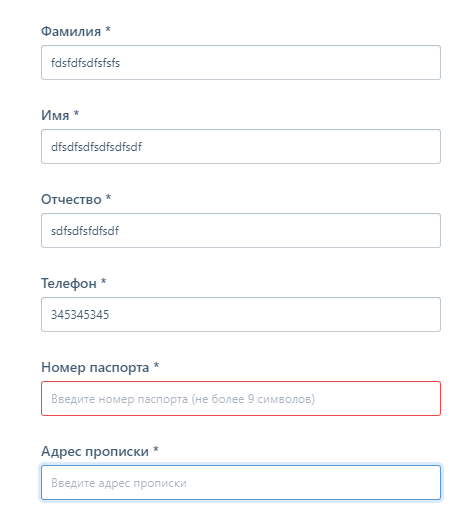 Фамилия *
fdsfdfsdfsfsfs
Имя *
dfsdfsdfsdfsdfsdf
Отчество *
sdfsdfsfdfsdf
Телефон *
345345345
Номер паспорта *
Введите номер паспорта (не более 9 символов)
Адрес прописки *
Введите адрес прописки